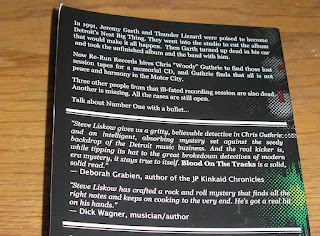 In 1991, Jeremy Garth and Thunder Lizzard were poised to become
Detroit's Next Big Thing. They went into the studio to cut the album
that would make it all happen. Then Garth turned up dead in his car
and took the unfinished album and the band with him.
Now Re-Run Records hires Chris "Woody" Guthrie to find those lost
session tapes for a memorial CD, and Guthrie finds that all is not
peace and harmony in the Motor City.
Three other people from that ill-fated recording session are also dead.
Another is missing. All the cases are still open.
Talk about Number One with a bullet...
"Steve Liskow gives us a gritty, believable detective in Chris Guthrie
and an intelligent, absorbing mystery set against the seedy
backdrop of the Detroit music business. And the real kicker is,
while tipping its hat to the great brokedown detectives of modern
era mystery, it stays true to itself. Blood On The Tracks is a solid,
solid read."
— Deborah Grabien, author of the JP Kinkaid Chronicles
"Steve Liskow has crafted a rock and roll mystery that finds all the
right notes and keeps on cooking to the very end. He's got a real hit
on his hands."
— Dick Wagner, musician/author